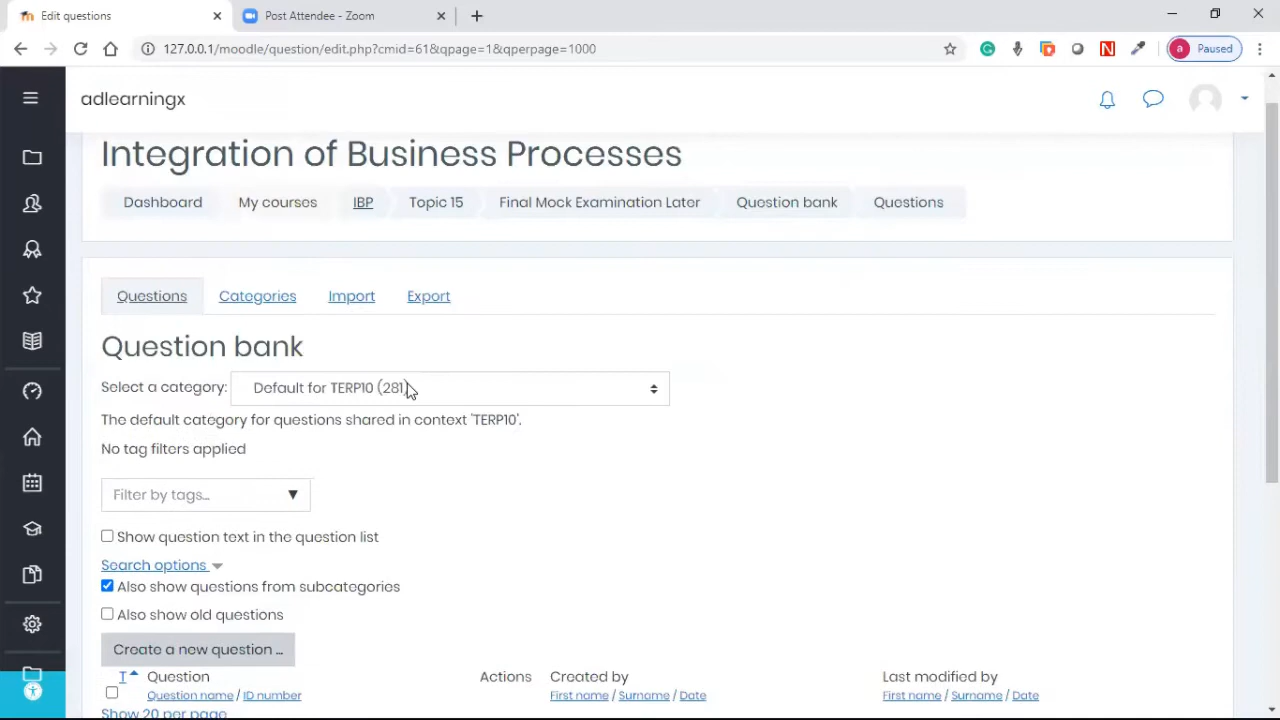 Edit questions
Post Attendee - Zoom
127.0.0.1/moodle/question/edit.php?cmid=61&qpage=1&qperpage=1000
a Paused
adlearningx
Integration of Business Processes
Dashboard My courses IBP Topic 15 Final Mock Examination Later Question bank Questions
Questions Categories Import Export
Question bank
Select a category: Default for TERP10 (281)
The default category for questions shared in context 'TERP10'.
No tag filters applied
Filter by tags... ▼
Show question text in the question list
Search options
Also show questions from subcategories
Also show old questions
Create a new question ...
T Question Actions Created by Last modified by
Question name / ID number First name / Surname / Date First name / Surname / Date
Show 20 per page